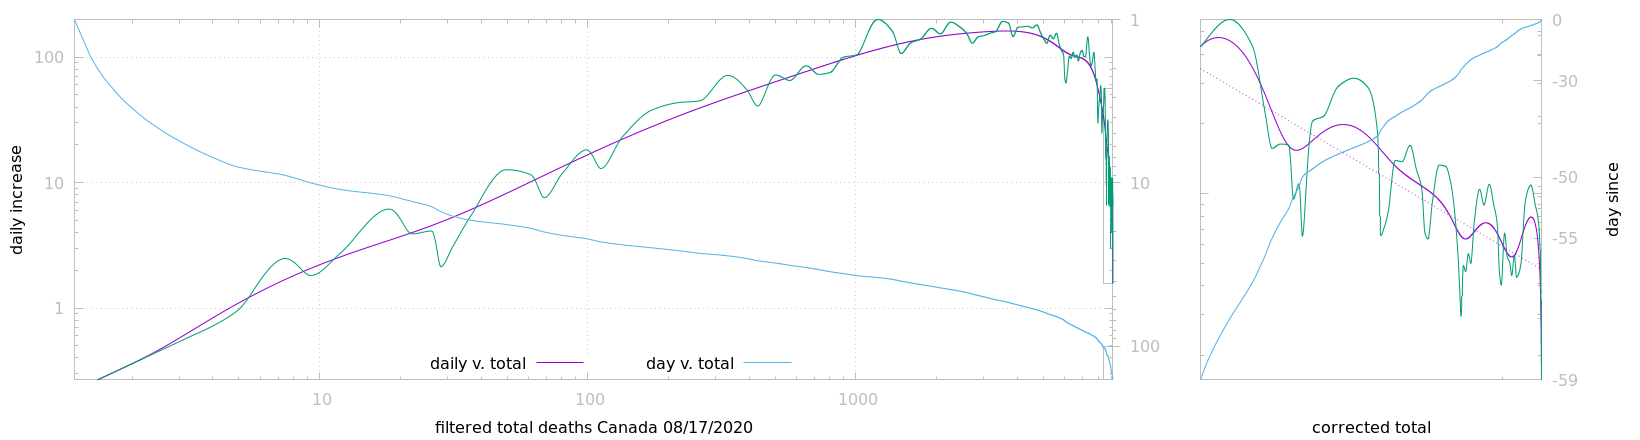 100
10
1
daily increase
daily v. total
day v. total
10
100
1000
filtered total deaths Canada 08/17/2020
1
10
100
0
-30
-50
-55
-59
day since
corrected total